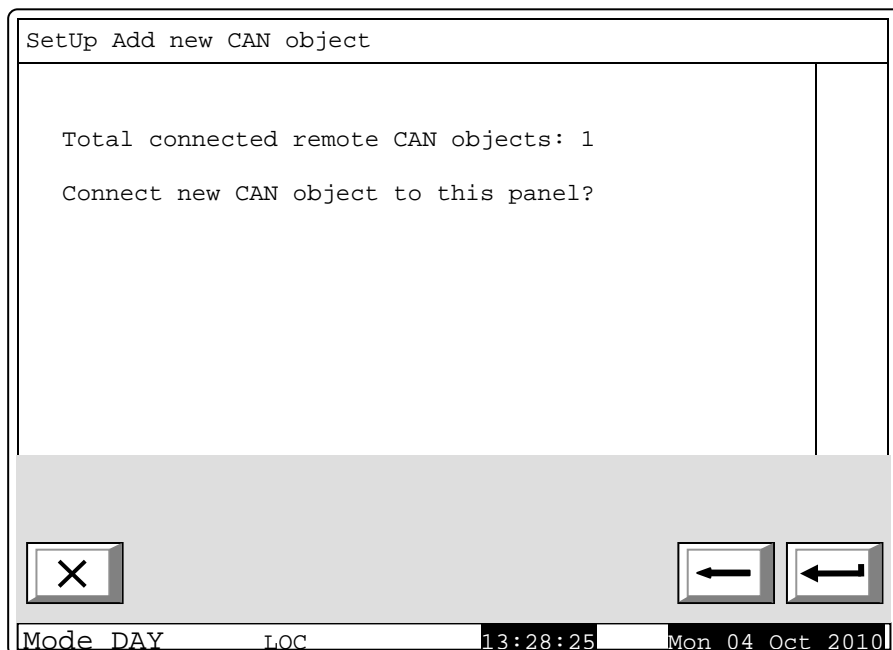 SetUp Add new CAN object
Total connected remote CAN objects: 1
Connect new CAN object to this panel?
Mode DAY LOC 13:28:25 Mon 04 Oct 2010